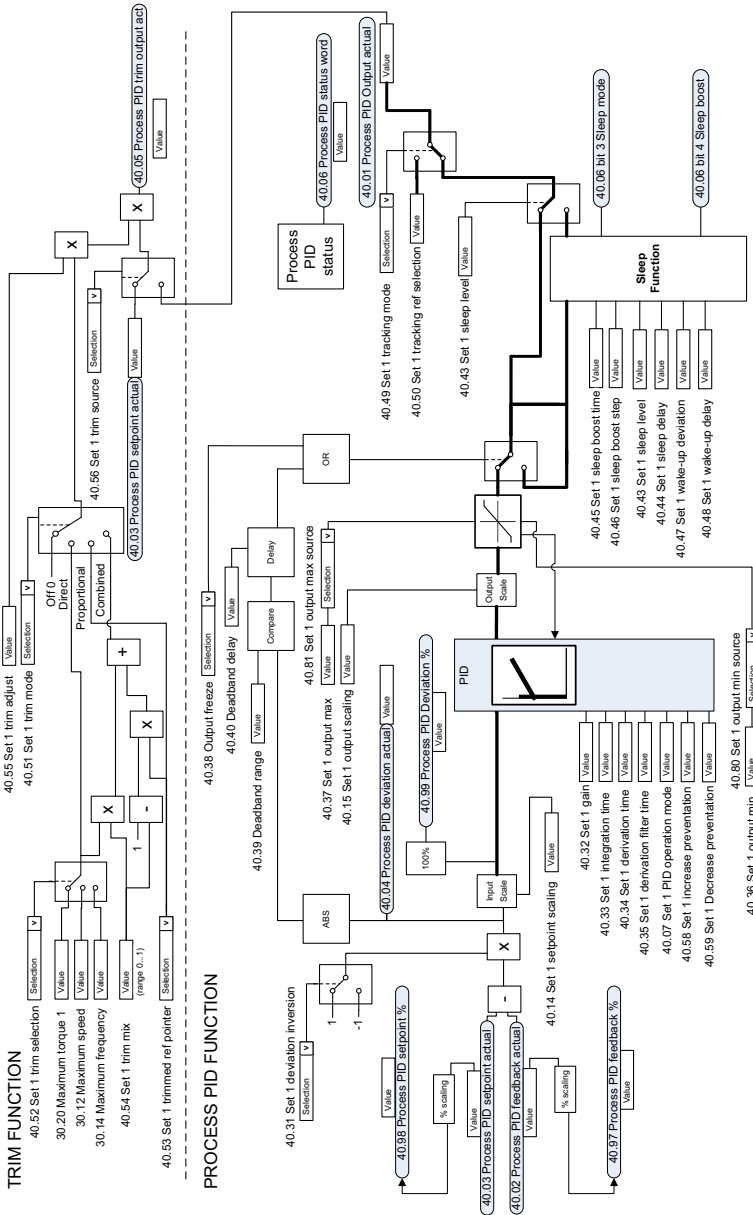 TRIM FUNCTION
40.55 Set 1 trim adjust Value
40.51 Set 1 trim mode Selection v
40.52 Set 1 trim selection Selection v
30.20 Maximum torque 1 Value
30.12 Maximum speed Value
30.14 Maximum frequency Value
40.54 Set 1 trim mix Value
(range 0...1)
40.53 Set 1 trimmed ref pointer Selection v
X
1
-
X
+
Off 0
Direct
Proportional
Combined
40.56 Set 1 trim source Selection v
40.03 Process PID setpoint actual Value
X
X
40.05 Process PID trim output act
Value
PROCESS PID FUNCTION
40.38 Output freeze Selection v
40.40 Deadband delay Value
40.39 Deadband range Value
Compare
Delay
OR
40.31 Set 1 deviation inversion
Selection v
1
-1
ABS
40.04 Process PID deviation actual Value
40.81 Set 1 output max source
40.37 Set 1 output max Value Selection v
40.15 Set 1 output scaling Value
Value
40.98 Process PID setpoint %
% scaling
Value
40.03 Process PID setpoint actual
40.02 Process PID feedback actual
Value
% scaling
40.97 Process PID feedback %
Value
-
X
Input
Scale
100%
40.99 Process PID Deviation %
Value
40.14 Set 1 setpoint scaling Value
PID
Output
Scale
40.32 Set 1 gain Value
40.33 Set 1 integration time Value
40.34 Set 1 derivation time Value
40.35 Set 1 derivation filter time Value
40.07 Set 1 PID operation mode Value
40.58 Set 1 increase preventation Value
40.59 Set 1 Decrease preventation Value
40.80 Set 1 output min source
40.36 Set 1 output min Value Selection v
Process
PID
status
40.06 Process PID status word
Value
40.49 Set 1 tracking mode Selection v
40.50 Set 1 tracking ref selection Value
40.01 Process PID Output actual
Value
40.43 Set 1 sleep level Value
40.45 Set 1 sleep boost time Value
40.46 Set 1 sleep boost step Value
40.43 Set 1 sleep level Value
40.44 Set 1 sleep delay Value
40.47 Set 1 wake-up deviation Value
40.48 Set 1 wake-up delay Value
Sleep
Function
40.06 bit 3 Sleep mode
40.06 bit 4 Sleep boost